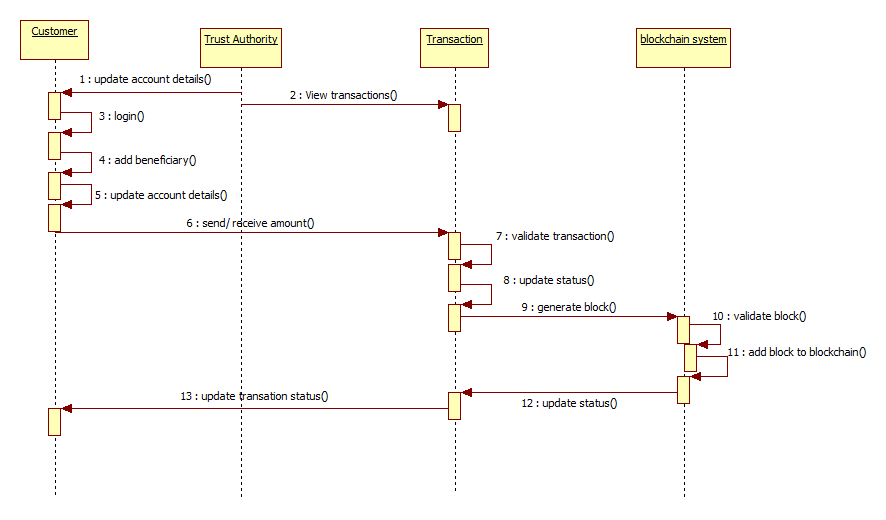 Customer
Trust Authority
Transaction
blockchain system
1 : update account details()
2 : View transactions()
3 : login()
4 : add beneficiary()
5 : update account details()
6 : send/ receive amount()
7 : validate transaction()
8 : update status()
9 : generate block()
10 : validate block()
11 : add block to blockchain()
12 : update status()
13 : update transation status()